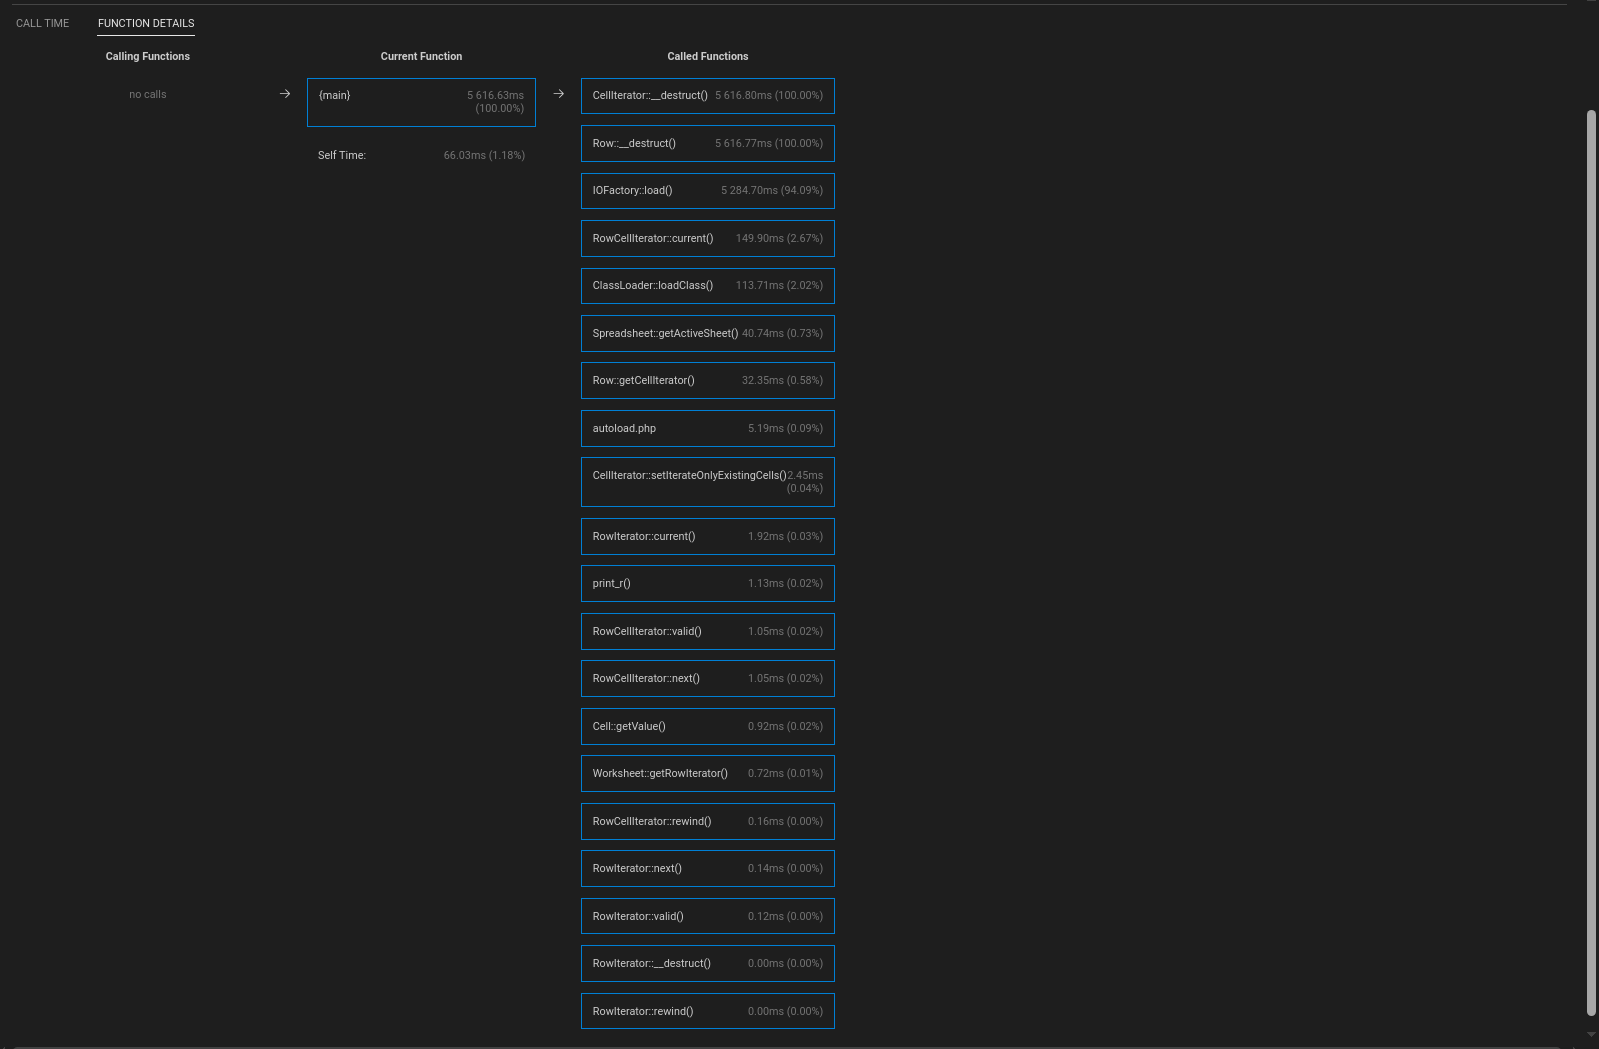 CALL TIME FUNCTION DETAILS
Calling Functions Current Function Called Functions
no calls → {main} 5 616.63ms → CellIterator::__destruct() 5 616.80ms (100.00%)
(100.00%)
Row::__destruct() 5 616.77ms (100.00%)
Self Time: 66.03ms (1.18%)
IOFactory::load() 5 284.70ms (94.09%)
RowCellIterator::current() 149.90ms (2.67%)
ClassLoader::loadClass() 113.71ms (2.02%)
Spreadsheet::getActiveSheet() 40.74ms (0.73%)
Row::getCellIterator() 32.35ms (0.58%)
autoload.php 5.19ms (0.09%)
CellIterator::setIterateOnlyExistingCells() 2.45ms
(0.04%)
RowIterator::current() 1.92ms (0.03%)
print_r() 1.13ms (0.02%)
RowCellIterator::valid() 1.05ms (0.02%)
RowCellIterator::next() 1.05ms (0.02%)
Cell::getValue() 0.92ms (0.02%)
Worksheet::getRowIterator() 0.72ms (0.01%)
RowCellIterator::rewind() 0.16ms (0.00%)
RowIterator::next() 0.14ms (0.00%)
RowIterator::valid() 0.12ms (0.00%)
RowIterator::__destruct() 0.00ms (0.00%)
RowIterator::rewind() 0.00ms (0.00%)